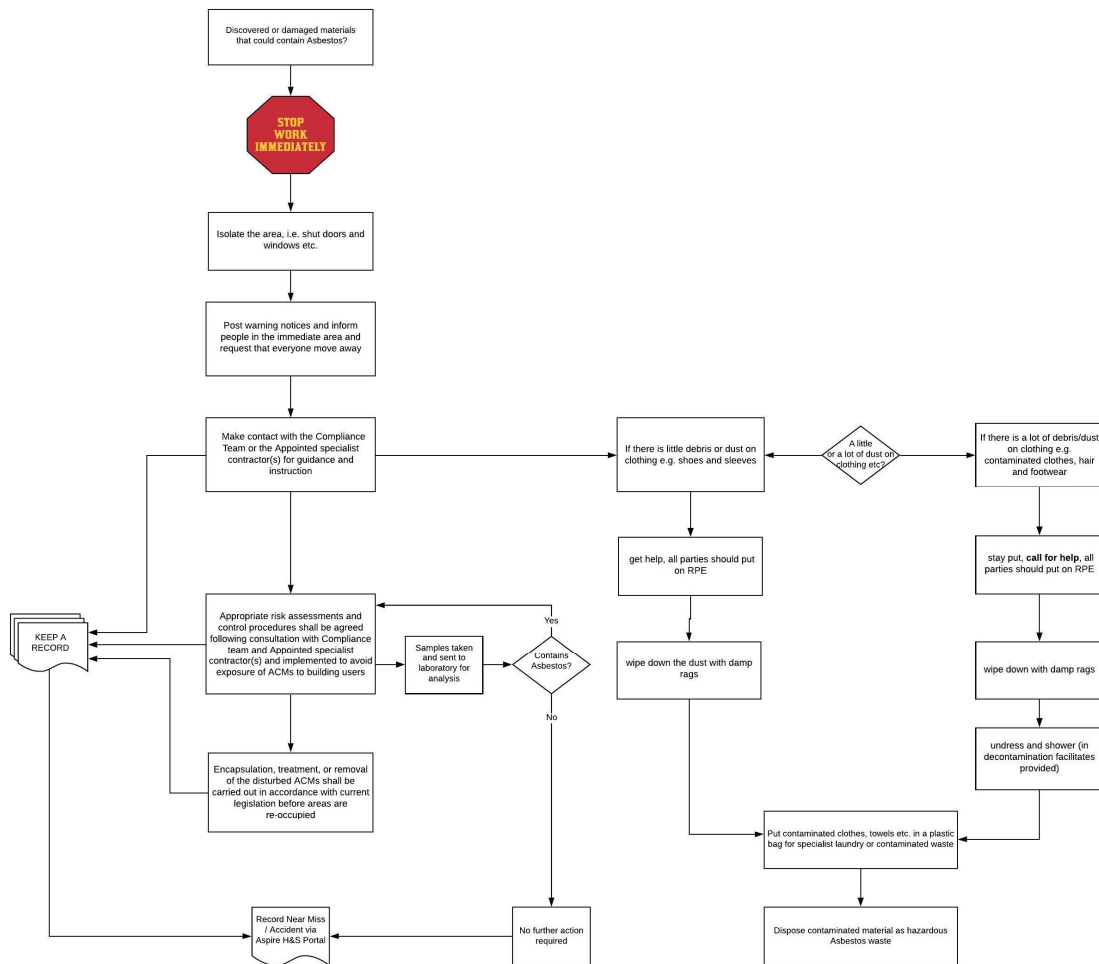 Discovered or damaged materials
that could contain Asbestos?
STOP
WORK
IMMEDIATELY
Isolate the area, i.e. shut doors and
windows etc.
Post warning notices and inform
people in the immediate area and
request that everyone move away
Make contact with the Compliance
Team or the Appointed specialist
contractor(s) for guidance and
instruction
If there is little debris or dust on
clothing e.g. shoes and sleeves
A little
or a lot of dust on
clothing etc?
If there is a lot of debris/dust
on clothing e.g.
contaminated clothes, hair
and footwear
get help, all parties should put
on RPE
stay put, call for help, all
parties should put on RPE
KEEP A
RECORD
Appropriate risk assessments and
control procedures shall be agreed
following consultation with Compliance
team and Appointed specialist
contractor(s) and implemented to avoid
exposure of ACMs to building users
Samples taken
and sent to
laboratory for
analysis
Yes
Contains
Asbestos?
No
wipe down the dust with damp
rags
wipe down with damp rags
undress and shower (in
decontamination facilitates
provided)
Encapsulation, treatment, or removal
of the disturbed ACMs shall be
carried out in accordance with current
legislation before areas are
re-occupied
Put contaminated clothes, towels etc. in a plastic
bag for specialist laundry or contaminated waste
Record Near Miss
/ Accident via
Aspire H&S Portal
No further action
required
Dispose contaminated material as hazardous
Asbestos waste